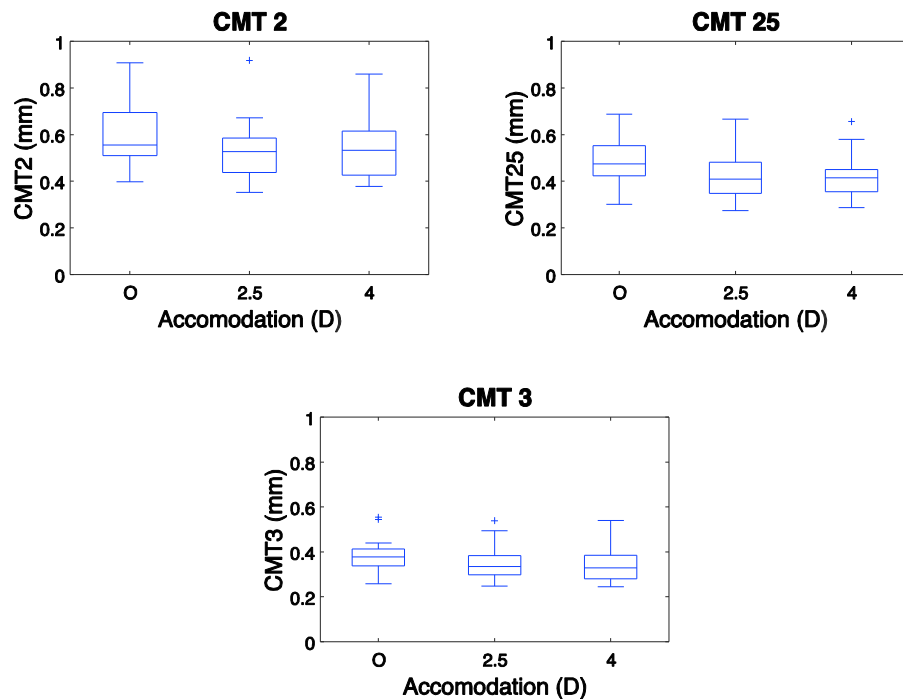 CMT 2
1
0.8
0.6
0.4
0.2
0
CMT2 (mm)
O 2.5 4
Accomodation (D)
CMT 25
1
0.8
0.6
0.4
0.2
0
CMT25 (mm)
O 2.5 4
Accomodation (D)
CMT 3
1
0.8
0.6
0.4
0.2
0
CMT3 (mm)
O 2.5 4
Accomodation (D)